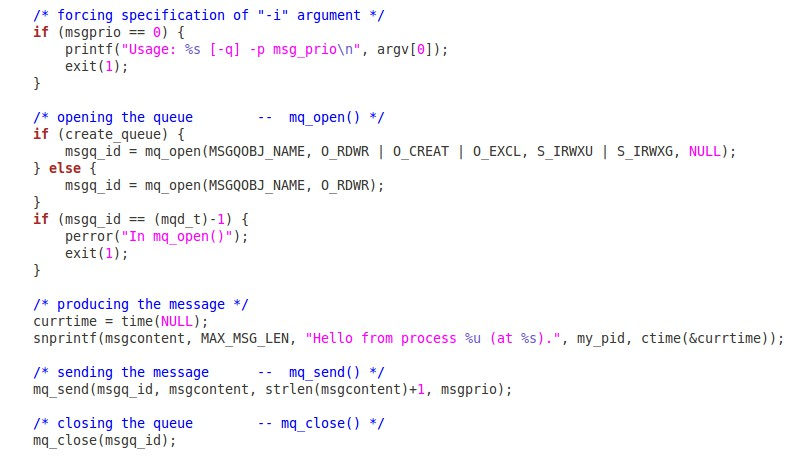 /* forcing specification of "-i" argument */
if (msgprio == 0) {
    printf("Usage: %s [-q] -p msg_prio\n", argv[0]);
    exit(1);
}

/* opening the queue        --  mq_open() */
if (create_queue) {
    msgq_id = mq_open(MSGQOBJ_NAME, O_RDWR | O_CREAT | O_EXCL, S_IRWXU | S_IRWXG, NULL);
} else {
    msgq_id = mq_open(MSGQOBJ_NAME, O_RDWR);
}
if (msgq_id == (mqd_t)-1) {
    perror("In mq_open()");
    exit(1);
}

/* producing the message */
currtime = time(NULL);
snprintf(msgcontent, MAX_MSG_LEN, "Hello from process %u (at %s).", my_pid, ctime(&currtime));

/* sending the message      --  mq_send() */
mq_send(msgq_id, msgcontent, strlen(msgcontent)+1, msgprio);

/* closing the queue        -- mq_close() */
mq_close(msgq_id);